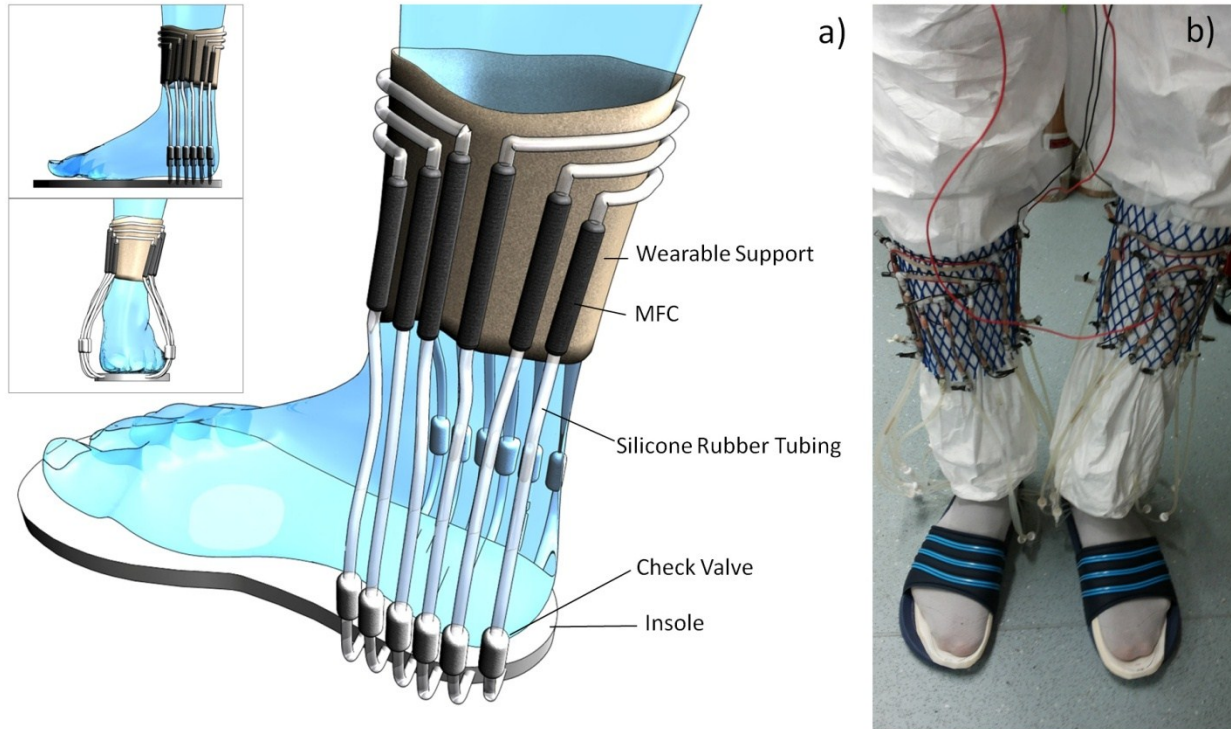 a)
b)
Wearable Support
MFC
Silicone Rubber Tubing
Check Valve
Insole